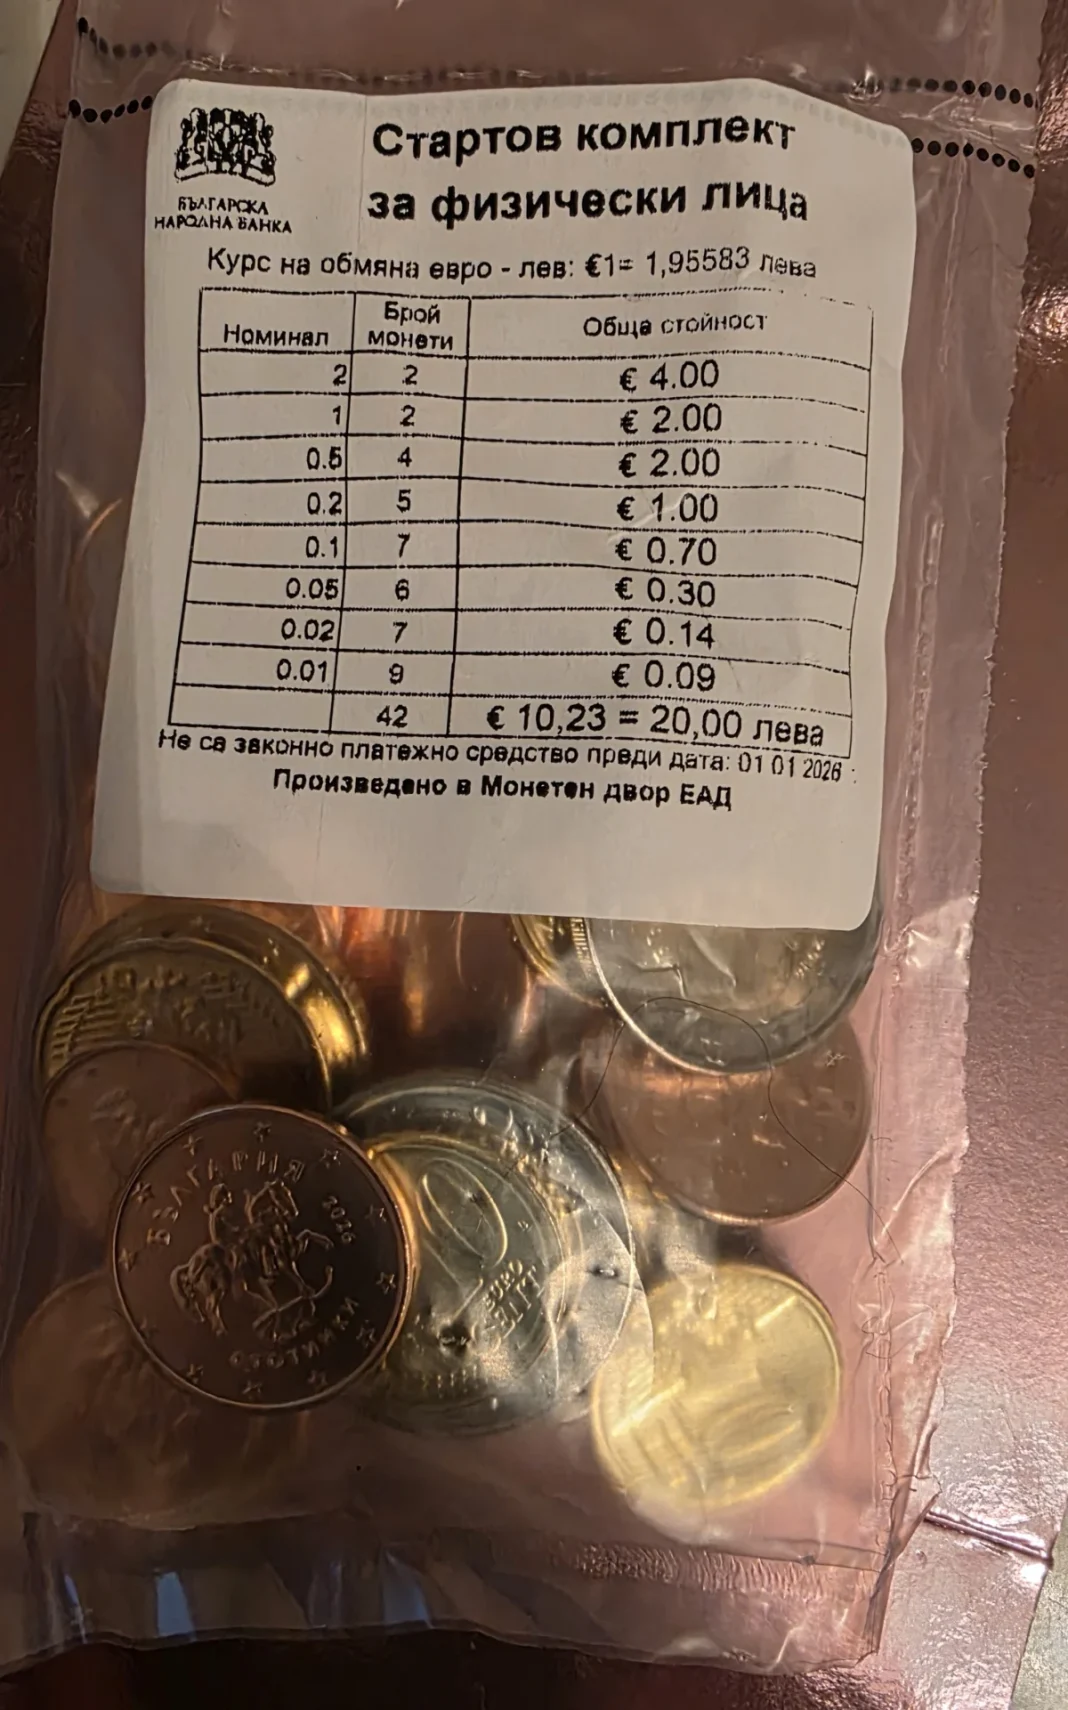 БЪЛГАРСКА
НАРОДНА БАНКА
Стартов комплект
за физически лица
Курс на обмяна евро - лев: €1= 1,95583 лева
Номинал Брой монети Обща стойност
2 2 € 4.00
1 2 € 2.00
0.5 4 € 2.00
0.2 5 € 1.00
0.1 7 € 0.70
0.05 6 € 0.30
0.02 7 € 0.14
0.01 9 € 0.09
42 € 10,23 = 20,00 лева
Не са законно платежно средство преди дата: 01 01 2026
Произведено в Монетен двор ЕАД
БЪЛГАРИЯ
2026
СТОТИНКИ
10
EURO
CENT
10